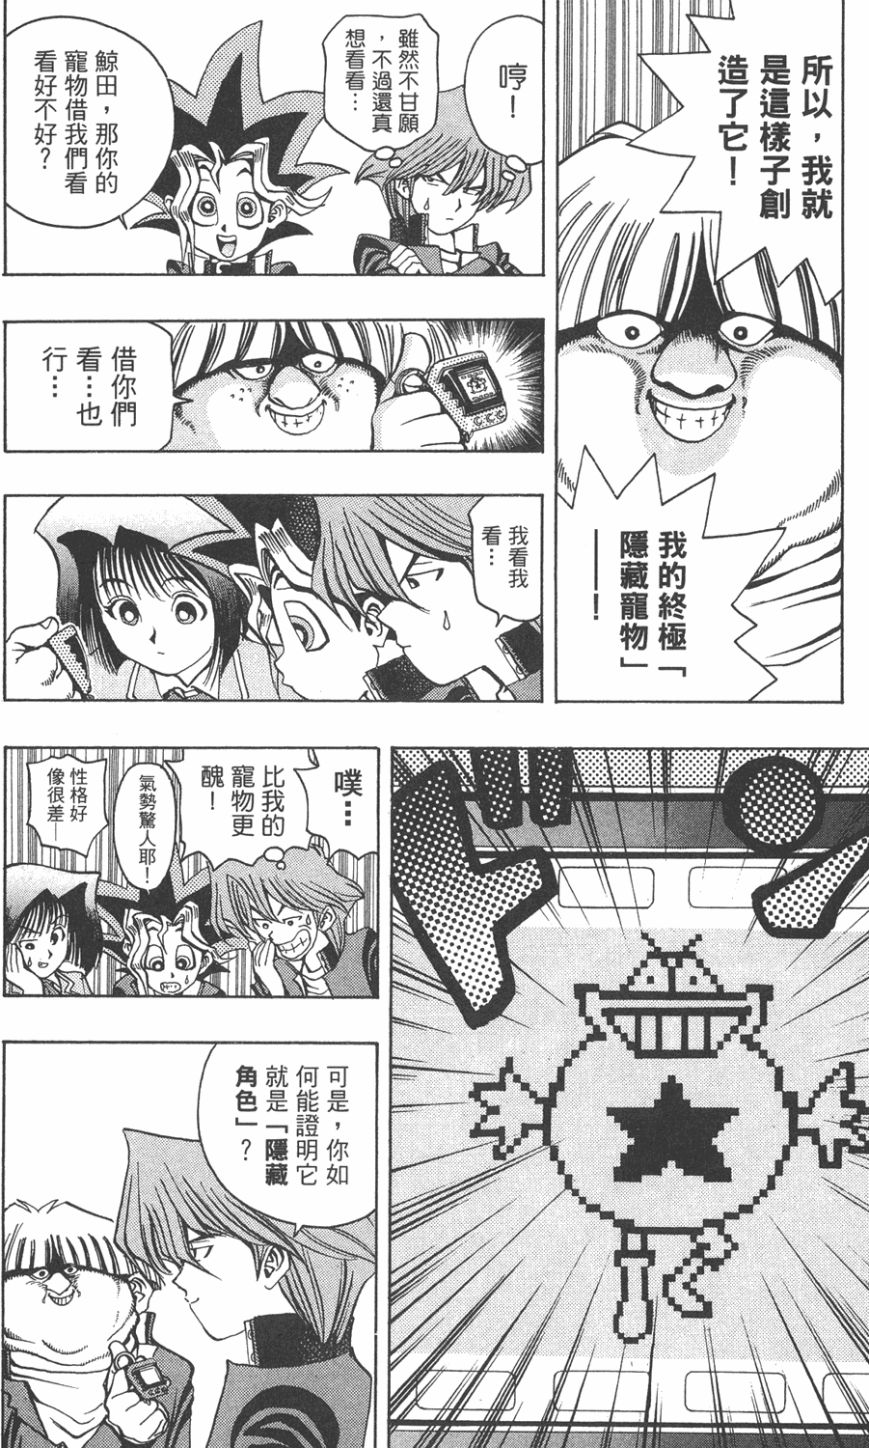 所以，我就
是這樣子創
造了它！
我的終極「
隱藏寵物」
——！
哼！
雖然不甘願
，不過還真
想看看…
鯨田，那你的
寵物借我們看
看好不好？
借你們
看…也
行…
我看我
看…
噗…
比我的
寵物更
醜！
氣勢驚人耶！
性格好
像很差—
可是，你如
何能證明它
就是「隱藏
角色」？